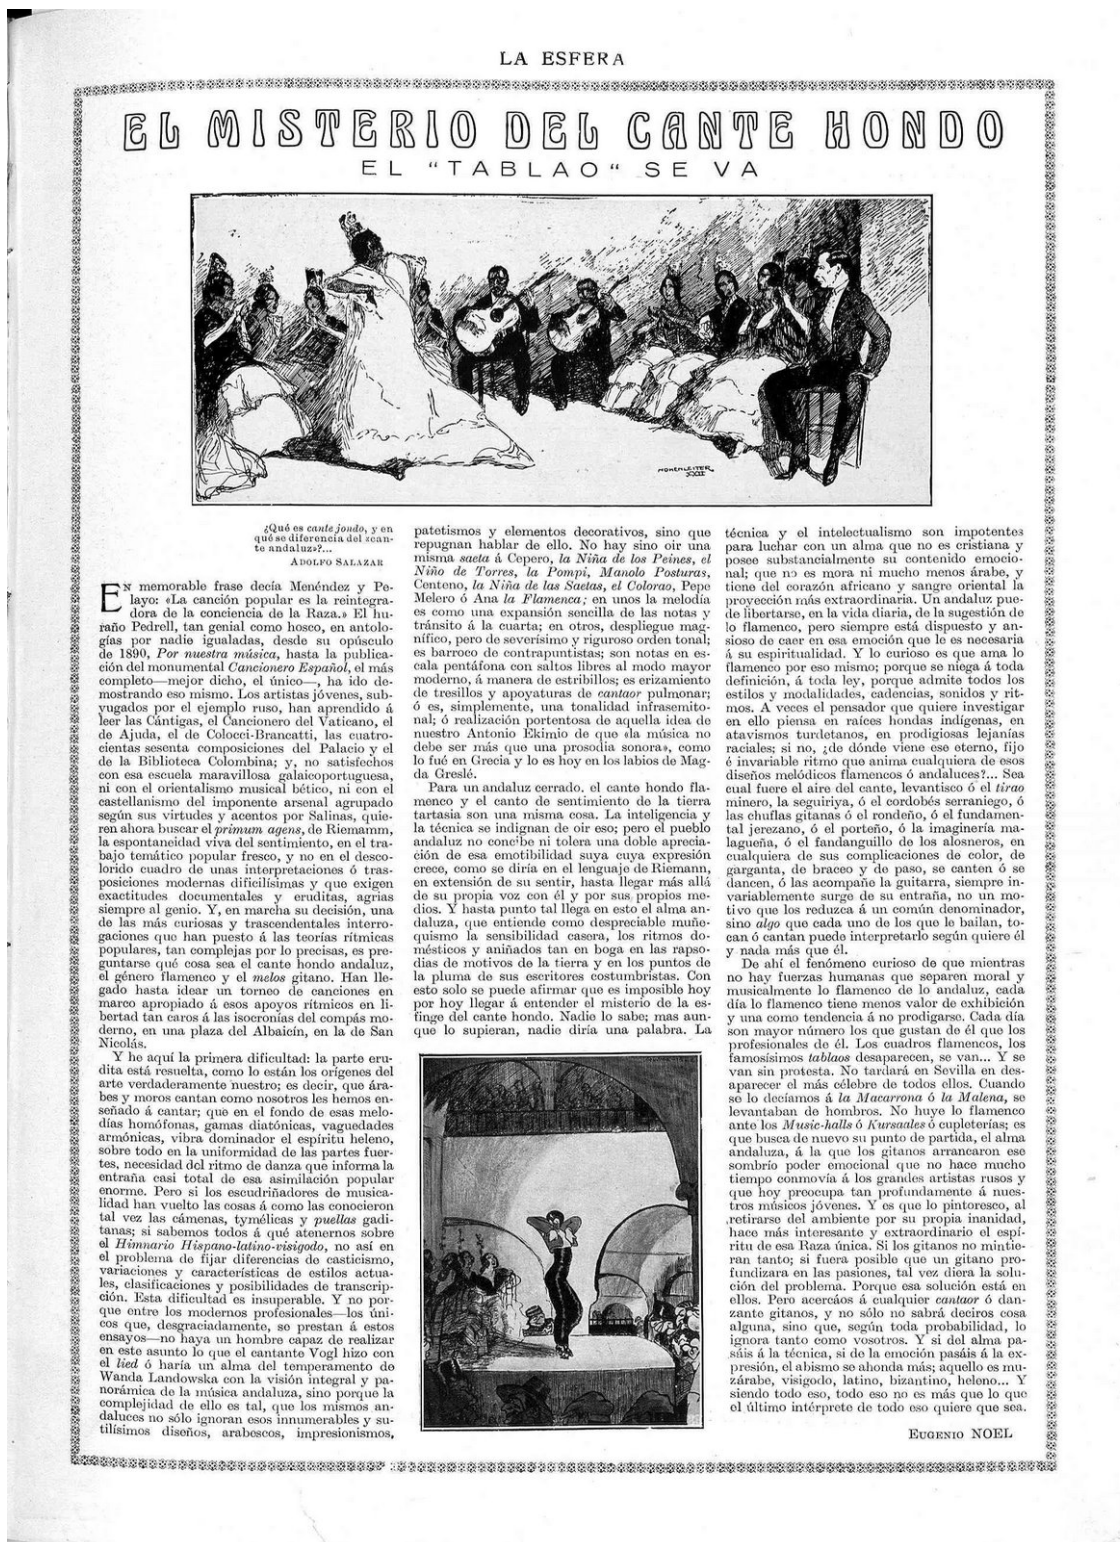 LA ESFERA
EL MISTERIO DEL CANTE HONDO
EL "TABLAO" SE VA
HOHENLEITER
XXII
¿Qué es cante jondo, y en
qué se diferencia del «can-
te andaluz»?...
ADOLFO SALAZAR
EN memorable frase decía Menéndez y Pe-
layo: «La canción popular es la reintegra-
dora de la conciencia de la Raza.» El hu-
raño Pedrell, tan genial como hosco, en antolo-
gías por nadie igualadas, desde su opúsculo
de 1890, Por nuestra música, hasta la publica-
ción del monumental Cancionero Español, el más
completo—mejor dicho, el único—, ha ido de-
mostrando eso mismo. Los artistas jóvenes, sub-
yugados por el ejemplo ruso, han aprendido á
leer las Cántigas, el Cancionero del Vaticano, el
de Ajuda, el de Colocci-Brancatti, las cuatro-
cientas sesenta composiciones del Palacio y el
de la Biblioteca Colombina; y, no satisfechos
con esa escuela maravillosa galaicoportuguesa,
ni con el orientalismo musical bético, ni con el
castellanismo del imponente arsenal agrupado
según sus virtudes y acentos por Salinas, quie-
ren ahora buscar el primum agens, de Riemamm,
la espontaneidad viva del sentimiento, en el tra-
bajo temático popular fresco, y no en el desco-
lorido cuadro de unas interpretaciones ó tras-
posiciones modernas dificilísimas y que exigen
exactitudes documentales y eruditas, agrias
siempre al genio. Y, en marcha su decisión, una
de las más curiosas y trascendentales interro-
gaciones que han puesto á las teorías rítmicas
populares, tan complejas por lo precisas, es pre-
guntarse qué cosa sea el cante hondo andaluz,
el género flamenco y el melos gitano. Han lle-
gado hasta idear un torneo de canciones en
marco apropiado á esos apoyos rítmicos en li-
bertad tan caros á las isocronías del compás mo-
derno, en una plaza del Albaicín, en la de San
Nicolás.
Y he aquí la primera dificultad: la parte eru-
dita está resuelta, como lo están los orígenes del
arte verdaderamente nuestro; es decir, que ára-
bes y moros cantan como nosotros les hemos en-
señado á cantar; que en el fondo de esas melo-
días homófonas, gamas diatónicas, vaguedades
armónicas, vibra dominador el espíritu heleno,
sobre todo en la uniformidad de las partes fuer-
tes, necesidad del ritmo de danza que informa la
entraña casi total de esa asimilación popular
enorme. Pero si los escudriñadores de musica-
lidad han vuelto las cosas á como las conocieron
tal vez las cámenas, tymélicas y puellas gadi-
tanas; si sabemos todos á qué atenernos sobre
el Himnario Hispano-latino-visigodo, no así en
el problema de fijar diferencias de casticismo,
variaciones y características de estilos actua-
les, clasificaciones y posibilidades de transcrip-
ción. Esta dificultad es insuperable. Y no por-
que entre los modernos profesionales—los úni-
cos que, desgraciadamente, se prestan á estos
ensayos—no haya un hombre capaz de realizar
en este asunto lo que el cantante Vogl hizo con
el lied ó haría un alma del temperamento de
Wanda Landowska con la visión integral y pa-
norámica de la música andaluza, sino porque la
complejidad de ello es tal, que los mismos an-
daluces no sólo ignoran esos innumerables y su-
tilísimos diseños, arabescos, impresionismos,
patetismos y elementos decorativos, sino que
repugnan hablar de ello. No hay sino oir una
misma saeta á Cepero, la Niña de los Peines, el
Niño de Torres, la Pompi, Manolo Posturas,
Centeno, la Niña de las Saetas, el Colorao, Pepe
Melero ó Ana la Flamenca; en unos la melodía
es como una expansión sencilla de las notas y
tránsito á la cuarta; en otros, despliegue mag-
nífico, pero de severísimo y riguroso orden tonal;
es barroco de contrapuntistas; son notas en es-
cala pentáfona con saltos libres al modo mayor
moderno, á manera de estribillos; es erizamiento
de tresillos y apoyaturas de cantaor pulmonar;
ó es, simplemente, una tonalidad infrasemito-
nal; ó realización portentosa de aquella idea de
nuestro Antonio Ekimio de que «la música no
debe ser más que una prosodia sonora», como
lo fué en Grecia y lo es hoy en los labios de Mag-
da Greslé.
Para un andaluz cerrado, el cante hondo fla-
menco y el canto de sentimiento de la tierra
tartasia son una misma cosa. La inteligencia y
la técnica se indignan de oir eso; pero el pueblo
andaluz no concibe ni tolera una doble aprecia-
ción de esa emotibilidad suya cuya expresión
crece, como se diría en el lenguaje de Riemann,
en extensión de su sentir, hasta llegar más allá
de su propia voz con él y por sus propios me-
dios. Y hasta punto tal llega en esto el alma an-
daluza, que entiende como despreciable muñe-
quismo la sensibilidad casera, los ritmos do-
mésticos y aniñados tan en boga en las rapso-
dias de motivos de la tierra y en los puntos de
la pluma de sus escritores costumbristas. Con
esto solo se puede afirmar que es imposible hoy
por hoy llegar á entender el misterio de la es-
finge del cante hondo. Nadie lo sabe; mas aun-
que lo supieran, nadie diría una palabra. La
técnica y el intelectualismo son impotentes
para luchar con un alma que no es cristiana y
posee substancialmente su contenido emocio-
nal; que no es mora ni mucho menos árabe, y
tiene del corazón africano y sangre oriental la
proyección más extraordinaria. Un andaluz pue-
de libertarse, en la vida diaria, de la sugestión de
lo flamenco, pero siempre está dispuesto y an-
sioso de caer en esa emoción que le es necesaria
á su espiritualidad. Y lo curioso es que ama lo
flamenco por eso mismo; porque se niega á toda
definición, á toda ley, porque admite todos los
estilos y modalidades, cadencias, sonidos y rit-
mos. A veces el pensador que quiere investigar
en ello piensa en raíces hondas indígenas, en
atavismos turdetanos, en prodigiosas lejanías
raciales; si no, ¿de dónde viene ese eterno, fijo
é invariable ritmo que anima cualquiera de esos
diseños melódicos flamencos ó andaluces?... Sea
cual fuere el aire del cante, levantisco ó el tirao
minero, la seguiriya, ó el cordobés serraniego, ó
las chuflas gitanas ó el rondeño, ó el fundamen-
tal jerezano, ó el porteño, ó la imaginería ma-
lagueña, ó el fandanguillo de los alosneros, en
cualquiera de sus complicaciones de color, de
garganta, de braceo y de paso, se canten ó se
dancen, ó las acompañe la guitarra, siempre in-
variablemente surge de su entraña, no un mo-
tivo que los reduzca á un común denominador,
sino algo que cada uno de los que le bailan, to-
can ó cantan puede interpretarlo según quiere él
y nada más que él.
De ahí el fenómeno curioso de que mientras
no hay fuerzas humanas que separen moral y
musicalmente lo flamenco de lo andaluz, cada
día lo flamenco tiene menos valor de exhibición
y una como tendencia á no prodigarse. Cada día
son mayor número los que gustan de él que los
profesionales de él. Los cuadros flamencos, los
famosísimos tablaos desaparecen, se van... Y se
van sin protesta. No tardará en Sevilla en des-
aparecer el más célebre de todos ellos. Cuando
se lo decíamos á la Macarrona ó la Malena, se
levantaban de hombros. No huye lo flamenco
ante los Music-halls ó Kursaales ó cupleterías; es
que busca de nuevo su punto de partida, el alma
andaluza, á la que los gitanos arrancaron ese
sombrío poder emocional que no hace mucho
tiempo conmovía á los grandes artistas rusos y
que hoy preocupa tan profundamente á nues-
tros músicos jóvenes. Y es que lo pintoresco, al
retirarse del ambiente por su propia inanidad,
hace más interesante y extraordinario el espí-
ritu de esa Raza única. Si los gitanos no mintie-
ran tanto; si fuera posible que un gitano pro-
fundizara en las pasiones, tal vez diera la solu-
ción del problema. Porque esa solución está en
ellos. Pero acercáos á cualquier cantaor ó dan-
zante gitanos, y no sólo no sabrá deciros cosa
alguna, sino que, según toda probabilidad, lo
ignora tanto como vosotros. Y si del alma pa-
sáis á la técnica, si de la emoción pasáis á la ex-
presión, el abismo se ahonda más; aquello es mu-
zárabe, visigodo, latino, bizantino, heleno... Y
siendo todo eso, todo eso no es más que lo que
el último intérprete de todo eso quiere que sea.
EUGENIO NOEL